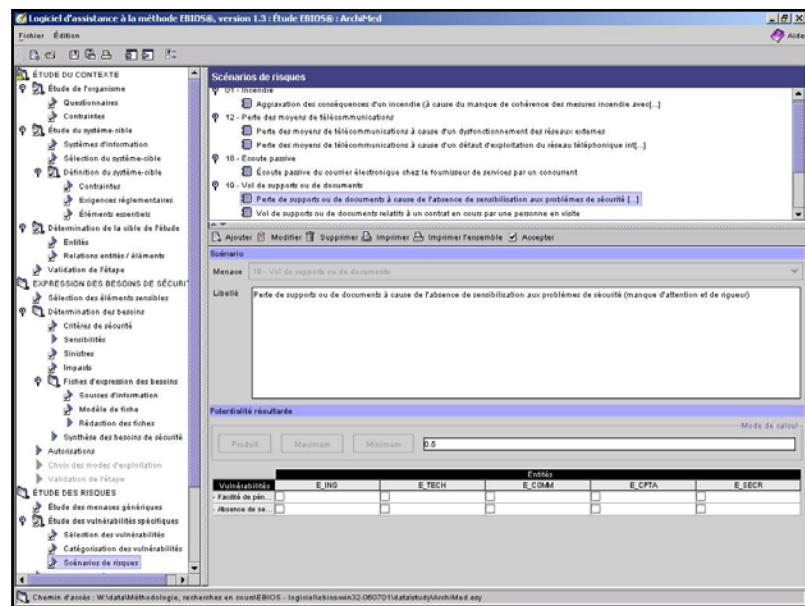 Logiciel d'assistance à la méthode EBIOS®, version 1.3 : Étude EBIOS® : ArchiMed
Fichier Édition
Aide
ÉTUDE DU CONTEXTE
Étude de l'organisme
Questionnaires
Contraintes
Étude du système-cible
Systèmes d'information
Sélection du système-cible
Définition du système-cible
Contraintes
Exigences réglementaires
Éléments essentiels
Détermination de la cible de l'étude
Entités
Relations entités / éléments
Validation de l'étape
EXPRESSION DES BESOINS DE SÉCURI
Sélection des éléments sensibles
Détermination des besoins
Critères de sécurité
Sensibilités
Sinistres
Impacts
Fiches d'expression des besoins
Sources d'information
Modèle de fiche
Rédaction des fiches
Synthèse des besoins de sécurité
Autorisations
Choix des modes d'exploitation
Validation de l'étape
ÉTUDE DES RISQUES
Étude des menaces génériques
Étude des vulnérabilités spécifiques
Sélection des vulnérabilités
Catégorisation des vulnérabilités
Scénarios de risques
Scénarios de risques
01 - Incendie
Aggravation des conséquences d'un incendie (à cause du manque de cohérence des mesures incendie avec[...]
12 - Perte des moyens de télécommunications
Perte des moyens de télécommunications à cause d'un dysfonctionnement des réseaux externes
Perte des moyens de télécommunications à cause d'un défaut d'exploitation du réseau téléphonique int[...]
18 - Écoute passive
Écoute passive du courrier électronique chez le fournisseur de services par un concurrent
19 - Vol de supports ou de documents
Perte de supports ou de documents à cause de l'absence de sensibilisation aux problèmes de sécurité [...]
Vol de supports ou de documents relatifs à un contrat en cours par une personne en visite
Ajouter Modifier Supprimer Imprimer Imprimer l'ensemble Accepter
Scénario
Menace 19 - Vol de supports ou de documents
Libellé Perte de supports ou de documents à cause de l'absence de sensibilisation aux problèmes de sécurité (manque d'attention et de rigueur)
Potentialité résultante
Mode de calcul
Produit Maximum Minimum 0.5
Entités
Vulnérabilités E_ING E_TECH E_COMM E_CPTA E_SECR
- Facilité de pén...
- Absence de se...
Chemin d'accès : W:\data\Méthodologie, recherches en cours\EBIOS - logiciel\ebioswin32-060701\data\study\ArchiMed.eny